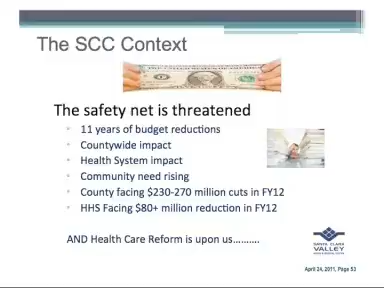 The SCC Context
The safety net is threatened
11 years of budget reductions
Countywide impact
Health System impact
Community need rising
County facing $230-270 million cuts in FY12
HHS Facing $80+ million reduction in FY12
AND Health Care Reform is upon us……….
SANTA CLARA
VALLEY
April 24, 2011, Page 53